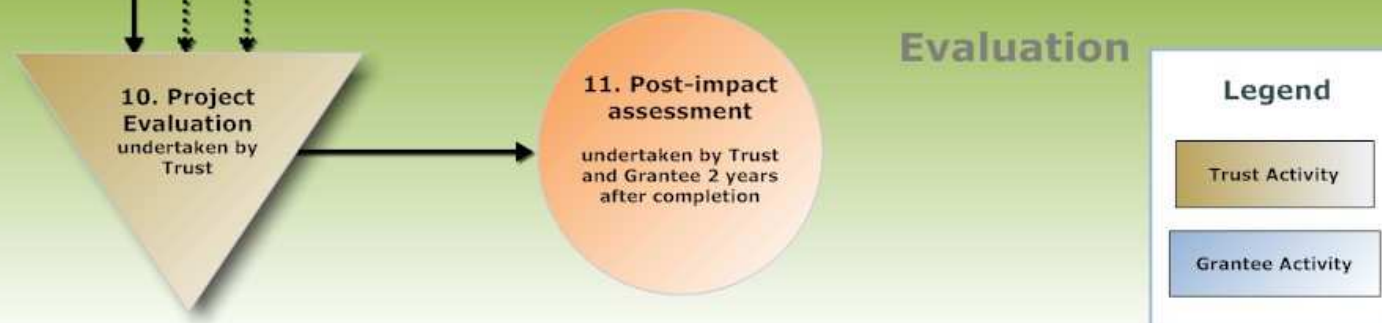 Evaluation
10. Project
Evaluation
undertaken by
Trust
11. Post-impact
assessment
undertaken by Trust
and Grantee 2 years
after completion
Legend
Trust Activity
Grantee Activity